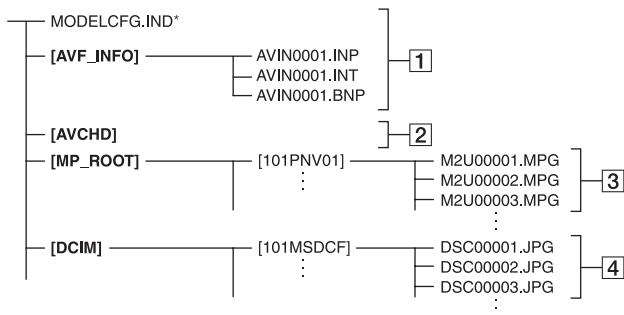 MODELCFG.IND*
[AVF_INFO] AVIN0001.INP
AVIN0001.INT 1
AVIN0001.BNP
[AVCHD] 2
[MP_ROOT] [101PNV01] M2U00001.MPG
M2U00002.MPG 3
M2U00003.MPG
[DCIM] [101MSDCF] DSC00001.JPG
DSC00002.JPG 4
DSC00003.JPG